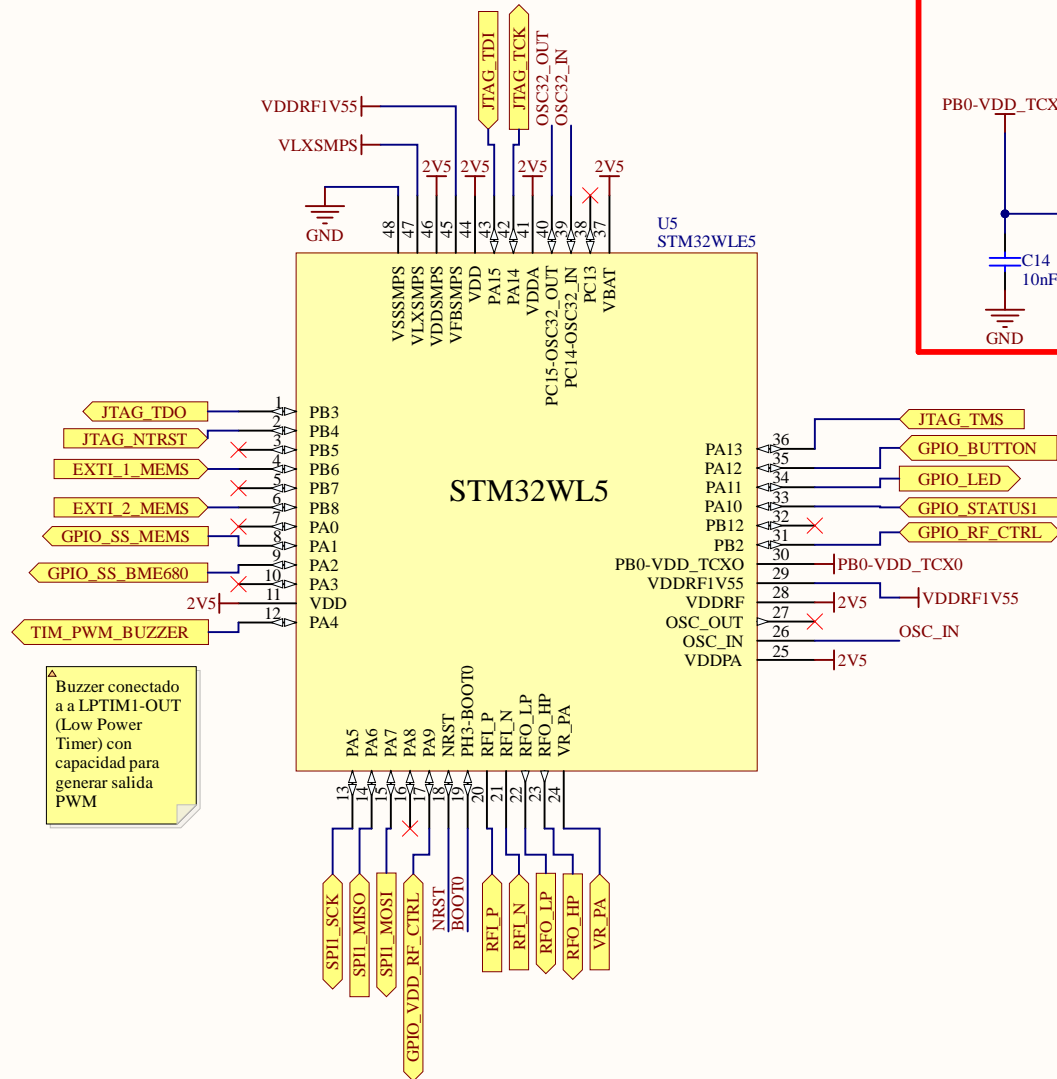 JTAG_TDI
JTAG_TCK
OSC32_OUT
OSC32_IN
VDDRF1V55
VLXSMPS
2V5
2V5
2V5
2V5
GND
48
47
46
45
44
43
42
41
40
39
38
37
U5
STM32WLE5
VSSSMPS
VLXSMPS
VDDSMPS
VFBSMPS
VDD
PA15
PA14
VDDA
PC15-OSC32_OUT
PC14-OSC32_IN
PC13
VBAT
PB0-VDD_TCX
C14
10nF
GND
JTAG_TDO 1 PB3
JTAG_NTRST 2 PB4
3 PB5
EXTI_1_MEMS 4 PB6
5 PB7
EXTI_2_MEMS 6 PB8
7 PA0
GPIO_SS_MEMS 8 PA1
GPIO_SS_BME680 9 PA2
10 PA3
2V5 11 VDD
TIM_PWM_BUZZER 12 PA4
STM32WL5
PA13 36 JTAG_TMS
PA12 35 GPIO_BUTTON
PA11 34 GPIO_LED
PA10 33 GPIO_STATUS1
PB12 32
PB2 31 GPIO_RF_CTRL
PB0-VDD_TCXO 30 PB0-VDD_TCX0
VDDRF1V55 29 VDDRF1V55
VDDRF 28 2V5
OSC_OUT 27
OSC_IN 26 OSC_IN
VDDPA 25 2V5
Buzzer conectado
a a LPTIM1-OUT
(Low Power
Timer) con
capacidad para
generar salida
PWM
PA5
PA6
PA7
PA8
PA9
NRST
PH3-BOOT0
RFI_P
RFI_N
RFO_LP
RFO_HP
VR_PA
13
14
15
16
17
18
19
20
21
22
23
24
SPI1_SCK
SPI1_MISO
SPI1_MOSI
GPIO_VDD_RF_CTRL
NRST
BOOT0
RFI_P
RFI_N
RFO_LP
RFO_HP
VR_PA